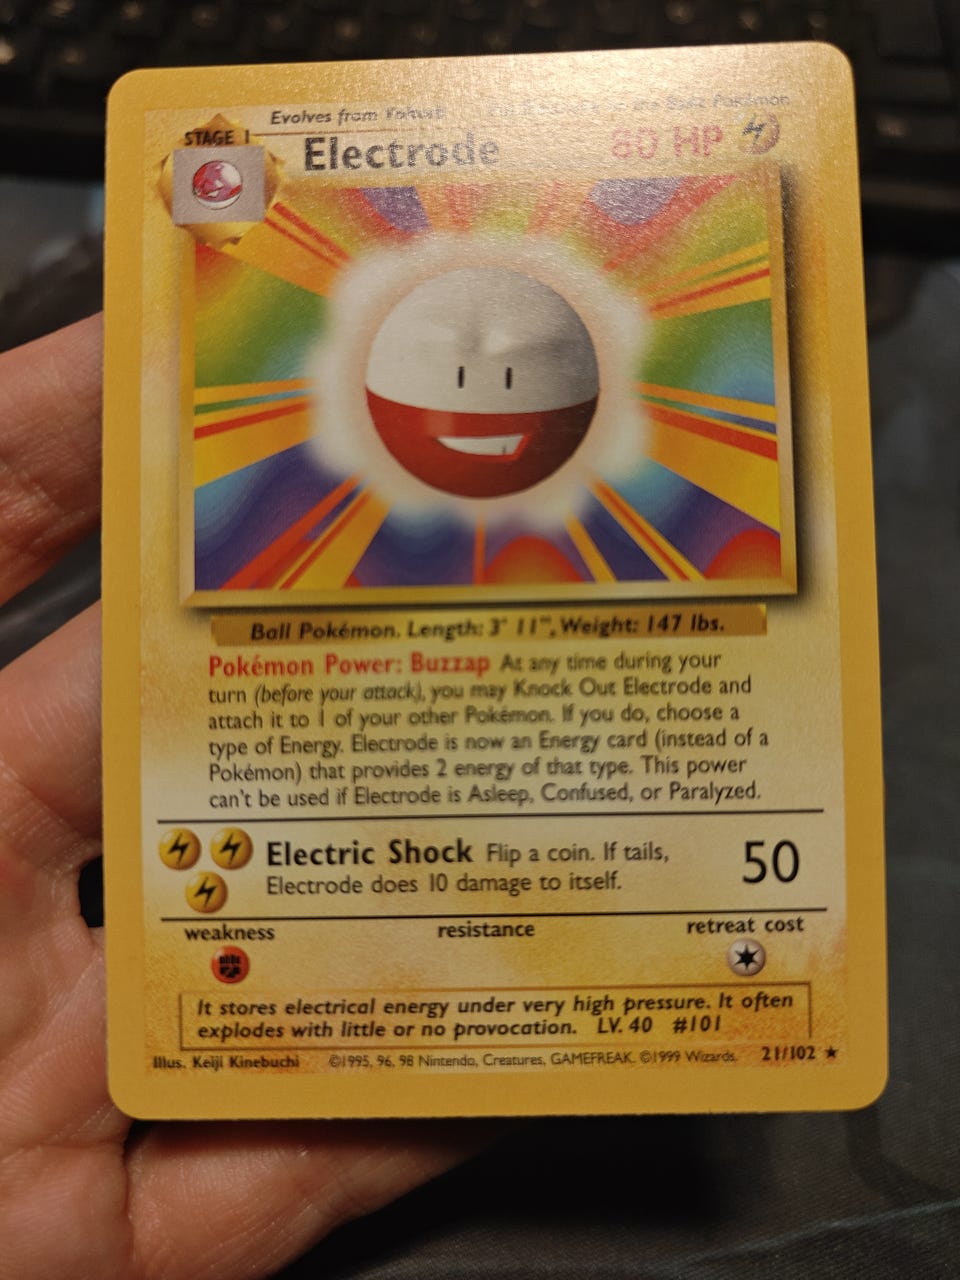 Evolves from Voltorb
STAGE 1
Electrode 80 HP
Ball Pokémon. Length: 3' 11", Weight: 147 lbs.
Pokémon Power: Buzzap At any time during your
turn (before your attack), you may Knock Out Electrode and
attach it to 1 of your other Pokémon. If you do, choose a
type of Energy. Electrode is now an Energy card (instead of a
Pokémon) that provides 2 energy of that type. This power
can't be used if Electrode is Asleep, Confused, or Paralyzed.
Electric Shock Flip a coin. If tails, 50
Electrode does 10 damage to itself.
weakness resistance retreat cost
It stores electrical energy under very high pressure. It often
explodes with little or no provocation. LV. 40 #101
Illus. Keiji Kinebuchi ©1995, 96, 98 Nintendo, Creatures, GAMEFREAK. ©1999 Wizards. 21/102 ★